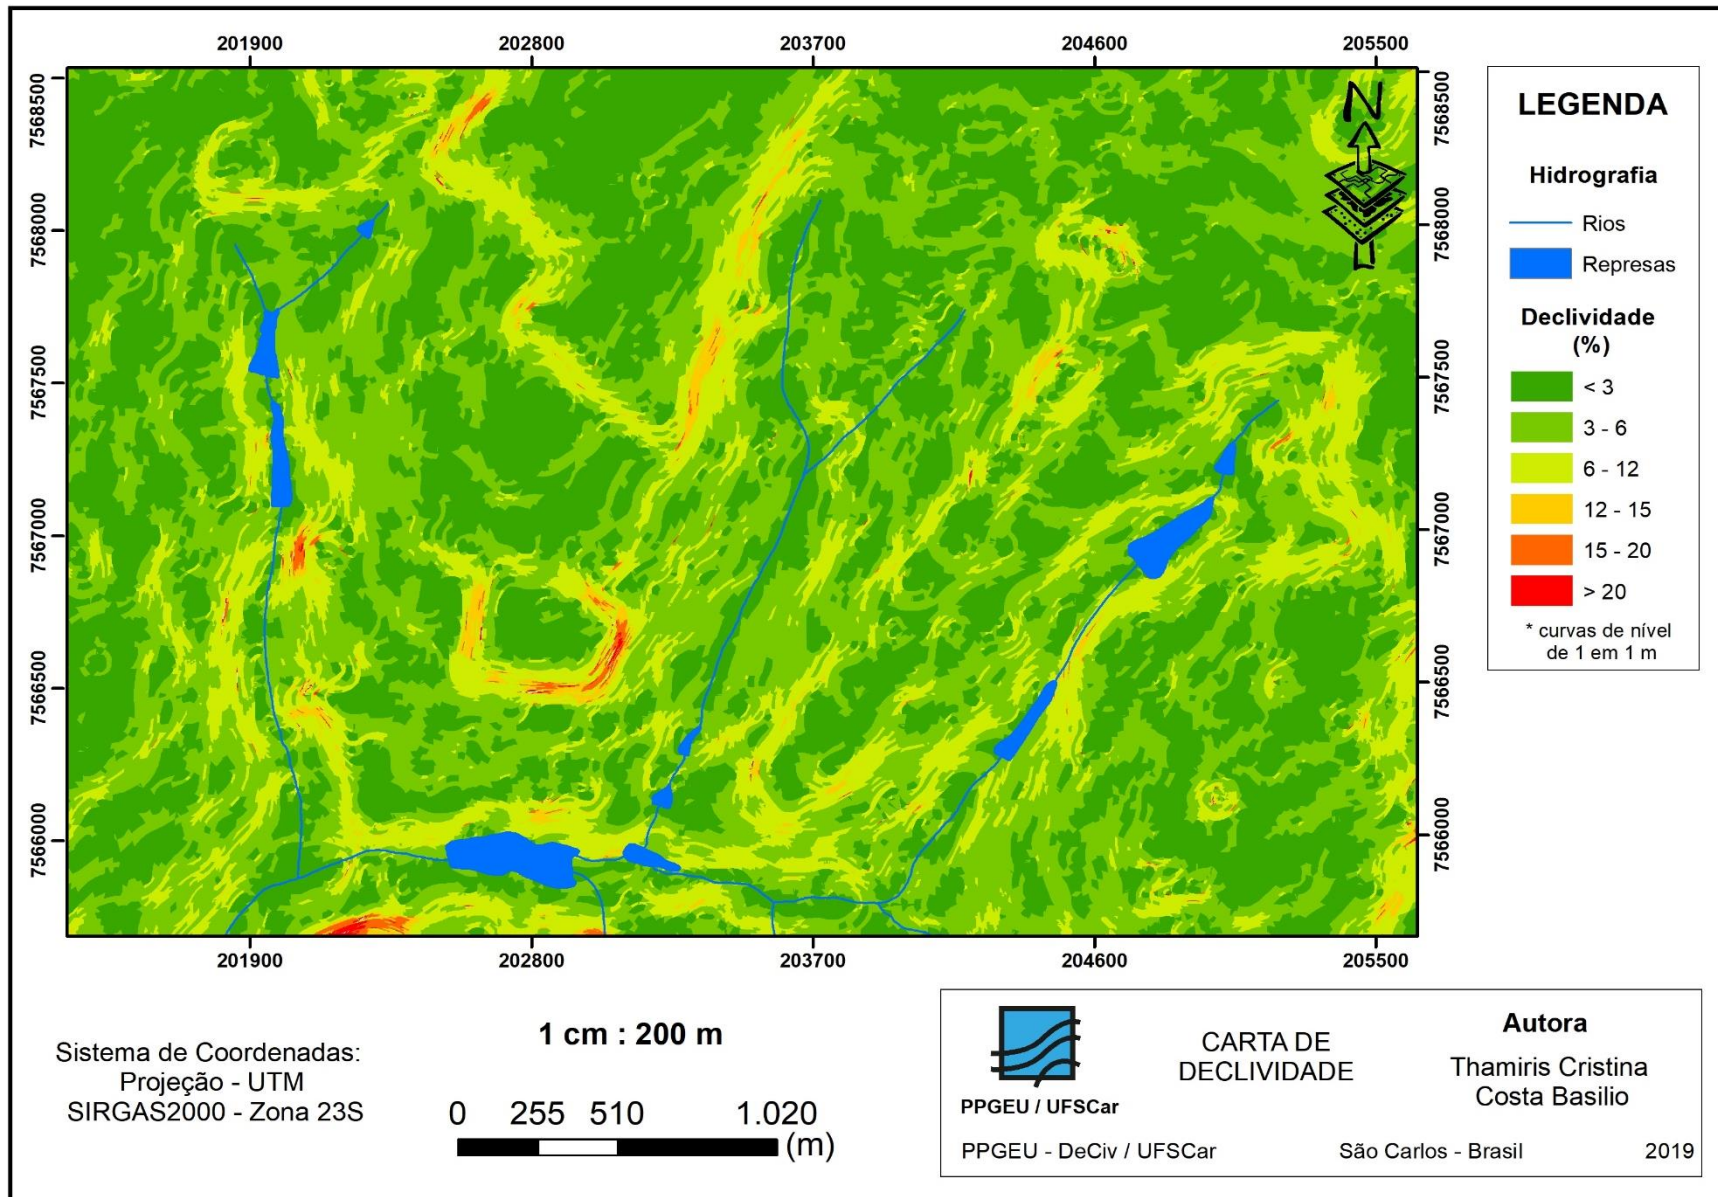 201900
202800
203700
204600
205500
7568500
7568000
7567500
7567000
7566500
7566000
7568500
7568000
7567500
7567000
7566500
7566000
N
201900
202800
203700
204600
205500
LEGENDA
Hidrografia
Rios
Represas
Declividade
(%)
< 3
3 - 6
6 - 12
12 - 15
15 - 20
> 20
* curvas de nível
de 1 em 1 m
Sistema de Coordenadas:
Projeção - UTM
SIRGAS2000 - Zona 23S
1 cm : 200 m
0 255 510 1.020
(m)
PPGEU / UFSCar
CARTA DE
DECLIVIDADE
Autora
Thamiris Cristina
Costa Basilio
PPGEU - DeCiv / UFSCar São Carlos - Brasil 2019